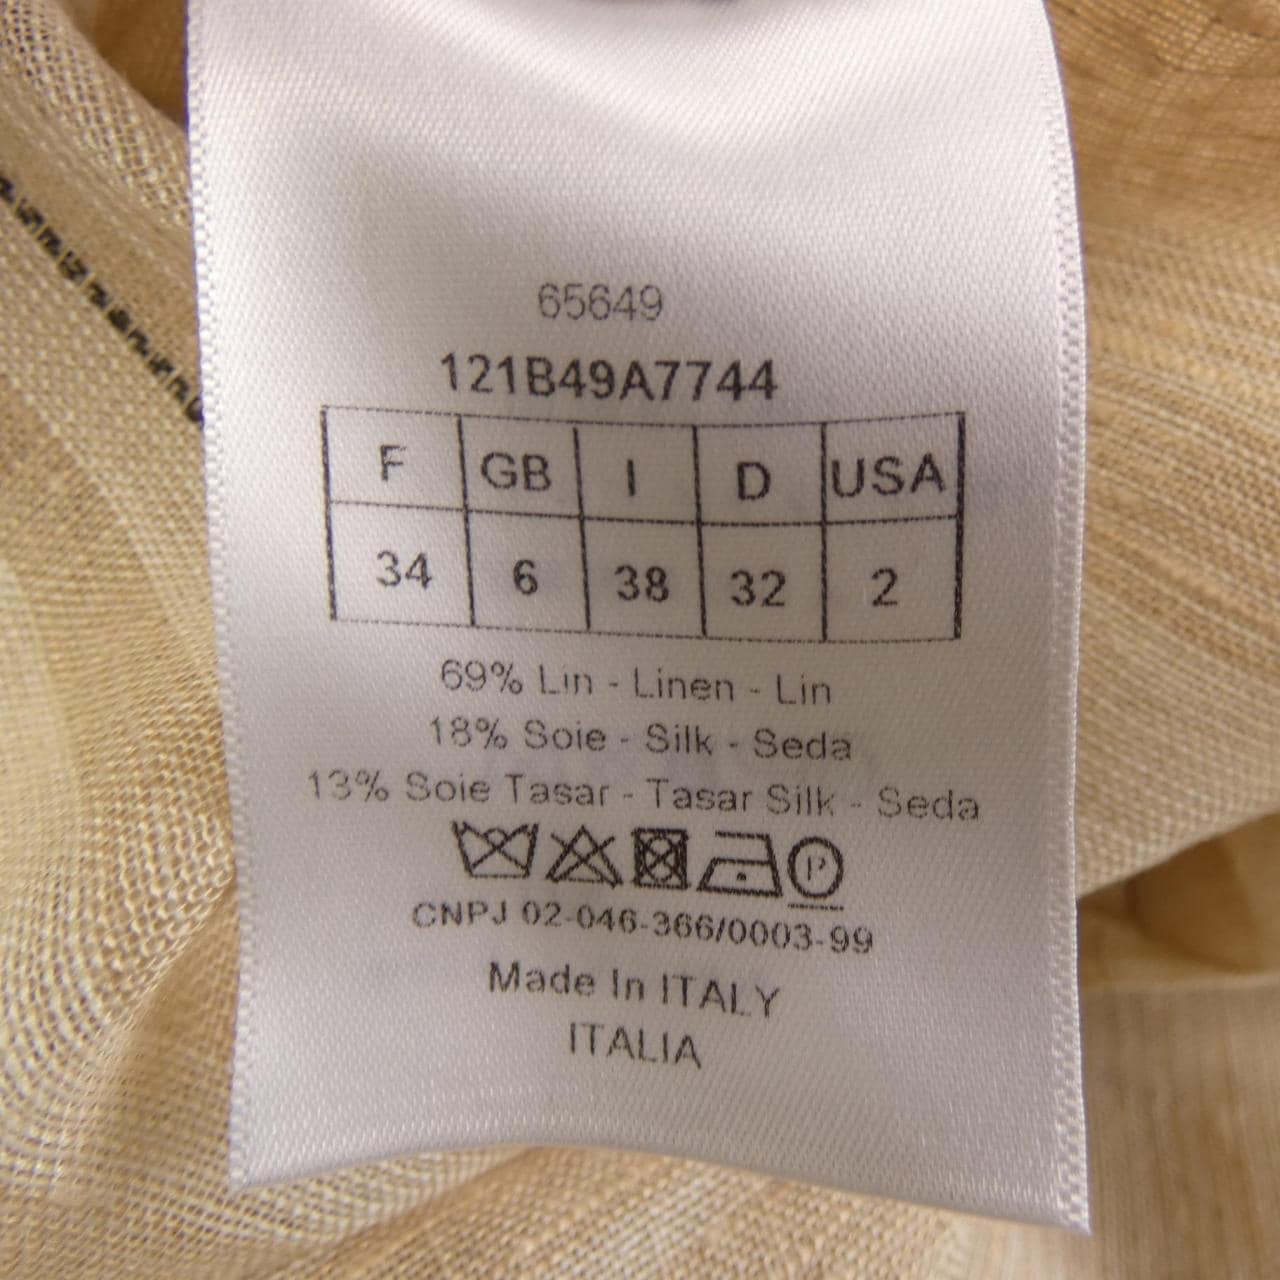 65649
121B49A7744
F GB I D USA
34 6 38 32 2
69% Lin - Linen - Lin
18% Soie - Silk - Seda
13% Soie Tasar - Tasar Silk - Seda
P
CNPJ 02-046-366/0003-99
Made In ITALY
ITALIA